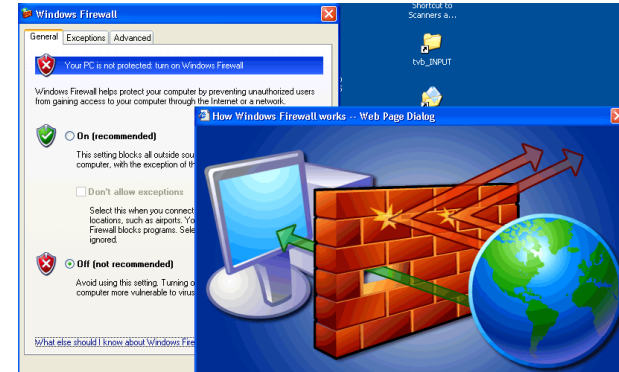 Windows Firewall
Shortcut to
Scanners a...
General Exceptions Advanced
tvb_INPUT
Your PC is not protected: turn on Windows Firewall
Windows Firewall helps protect your computer by preventing unauthorized users
from gaining access to your computer through the Internet or a network.
How Windows Firewall works -- Web Page Dialog
On (recommended)
This setting blocks all outside sou
computer, with the exception of th
Don't allow exceptions
Select this when you connect
locations, such as airports. Yo
Firewall blocks programs. Sele
ignored.
Off (not recommended)
Avoid using this setting. Turning o
computer more vulnerable to virus
What else should I know about Windows Fire